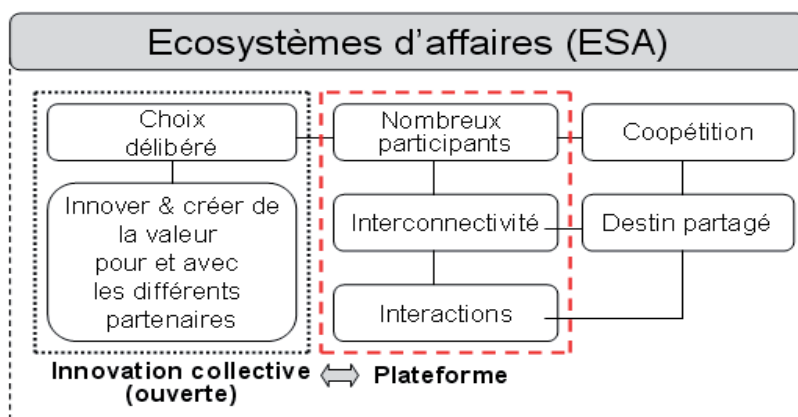 Ecosystèmes d'affaires (ESA)
Choix
délibéré
Nombreux
participants
Coopétition
Innover & créer de
la valeur
pour et avec
les différents
partenaires
Interconnectivité
Destin partagé
Interactions
Innovation collective
(ouverte)
Plateforme